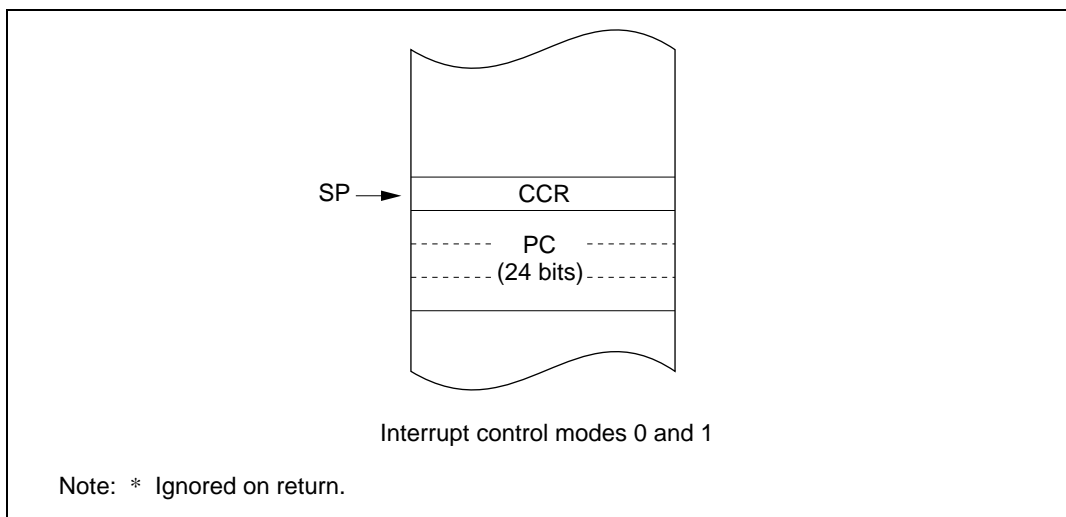 SP
CCR
PC
(24 bits)
Interrupt control modes 0 and 1
Note: * Ignored on return.